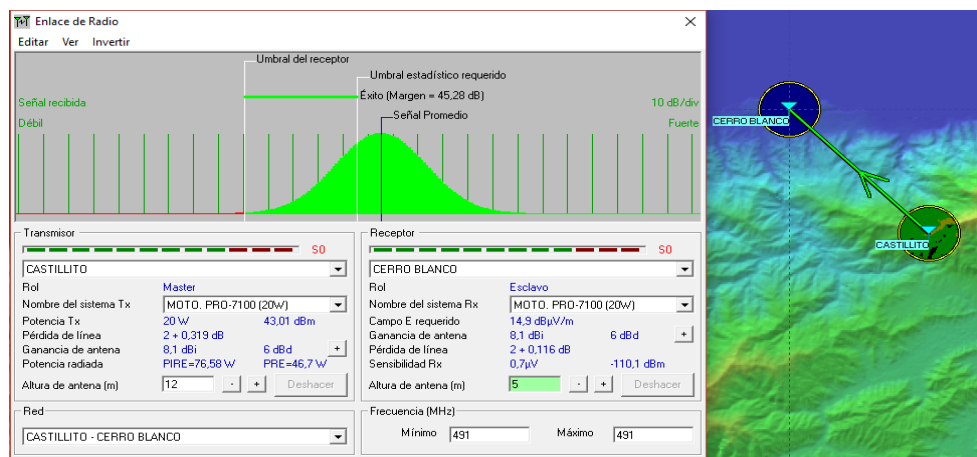 Enlace de Radio
Editar Ver Invertir
Umbral del receptor
Umbral estadístico requerido
Éxito (Margen = 45,28 dB)
Señal recibida
10 dB/div
Señal Promedio
Débil
Fuerte
Transmisor
S0
CASTILLITO
Rol Master
Nombre del sistema Tx MOTO. PRO-7100 (20W)
Potencia Tx 20 W 43,01 dBm
Pérdida de línea 2 + 0,319 dB
Ganancia de antena 8,1 dBi 6 dBd +
Potencia radiada PIRE=76,58 W PRE=46,7 W
Altura de antena (m) 12 - + Deshacer
Receptor
S0
CERRO BLANCO
Rol Esclavo
Nombre del sistema Rx MOTO. PRO-7100 (20W)
Campo E requerido 14,9 dBµV/m
Ganancia de antena 8,1 dBi 6 dBd +
Pérdida de línea 2 + 0,116 dB
Sensibilidad Rx 0,7µV -110,1 dBm
Altura de antena (m) 5 - + Deshacer
Red
CASTILLITO - CERRO BLANCO
Frecuencia (MHz)
Mínimo 491 Máximo 491
CERRO BLANCO
CASTILLITO